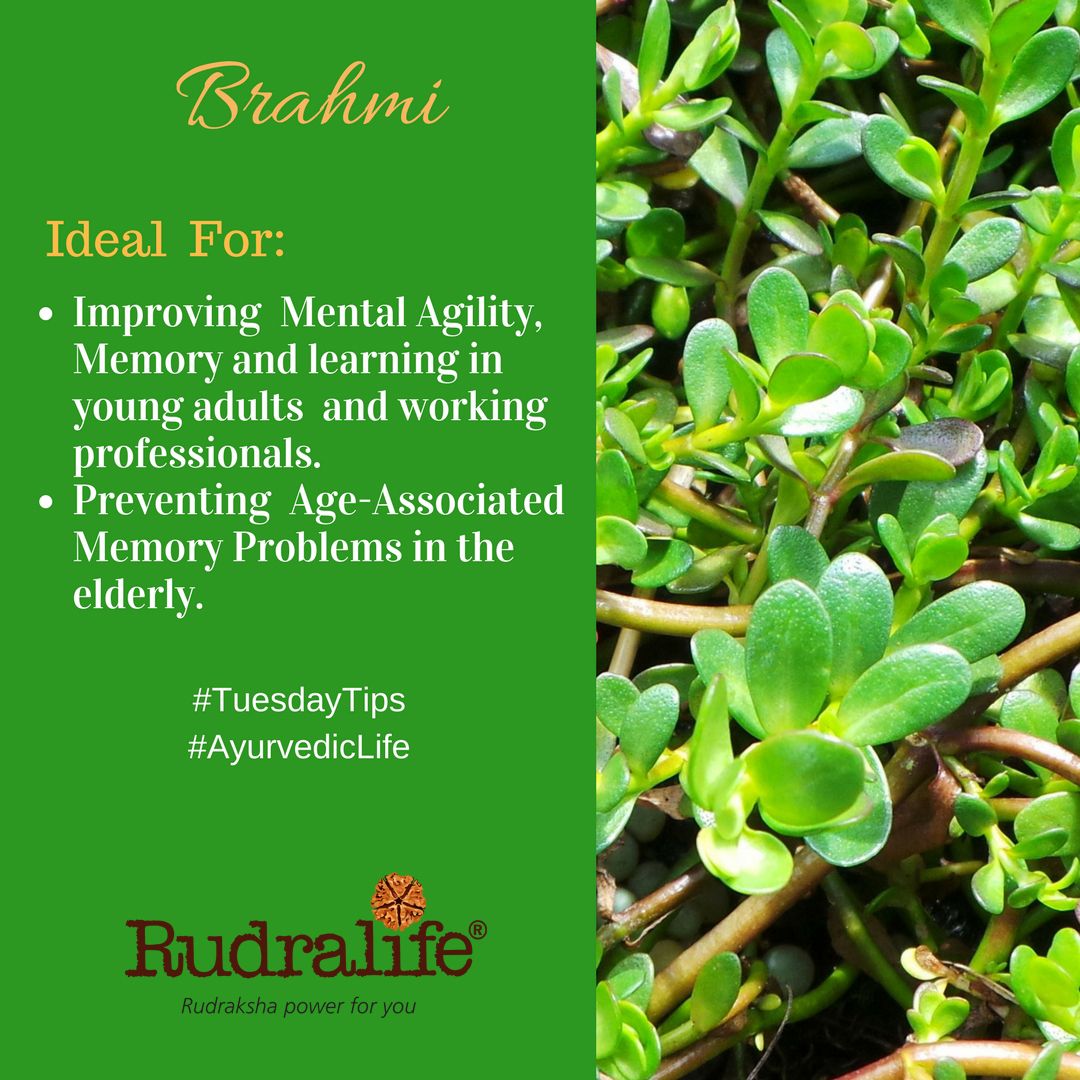 Brahmi
Ideal For:
• Improving Mental Agility,
Memory and learning in
young adults and working
professionals.
• Preventing Age-Associated
Memory Problems in the
elderly.
#TuesdayTips
#AyurvedicLife
Rudralife®
Rudraksha power for you